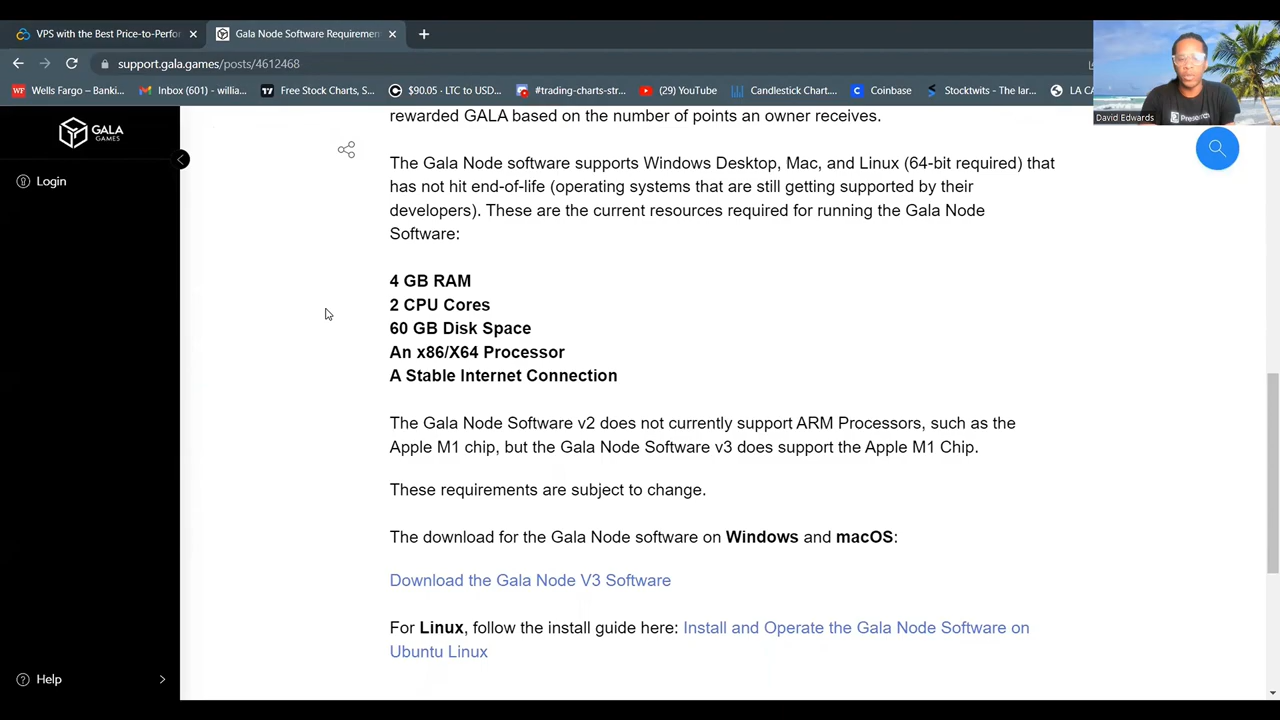 VPS with the Best Price-to-Perfor
Gala Node Software Requiremen
support.gala.games/posts/4612468
Wells Fargo – Banki...
Inbox (601) - willia...
Free Stock Charts, S...
$90.05 · LTC to USD...
#trading-charts-str...
(29) YouTube
Candlestick Chart....
Coinbase
Stocktwits - The lar...
LA CA
David Edwards
GALA
GAMES
Login
rewarded GALA based on the number of points an owner receives.
The Gala Node software supports Windows Desktop, Mac, and Linux (64-bit required) that
has not hit end-of-life (operating systems that are still getting supported by their
developers). These are the current resources required for running the Gala Node
Software:
4 GB RAM
2 CPU Cores
60 GB Disk Space
An x86/X64 Processor
A Stable Internet Connection
The Gala Node Software v2 does not currently support ARM Processors, such as the
Apple M1 chip, but the Gala Node Software v3 does support the Apple M1 Chip.
These requirements are subject to change.
The download for the Gala Node software on Windows and macOS:
Download the Gala Node V3 Software
For Linux, follow the install guide here: Install and Operate the Gala Node Software on
Ubuntu Linux
Help